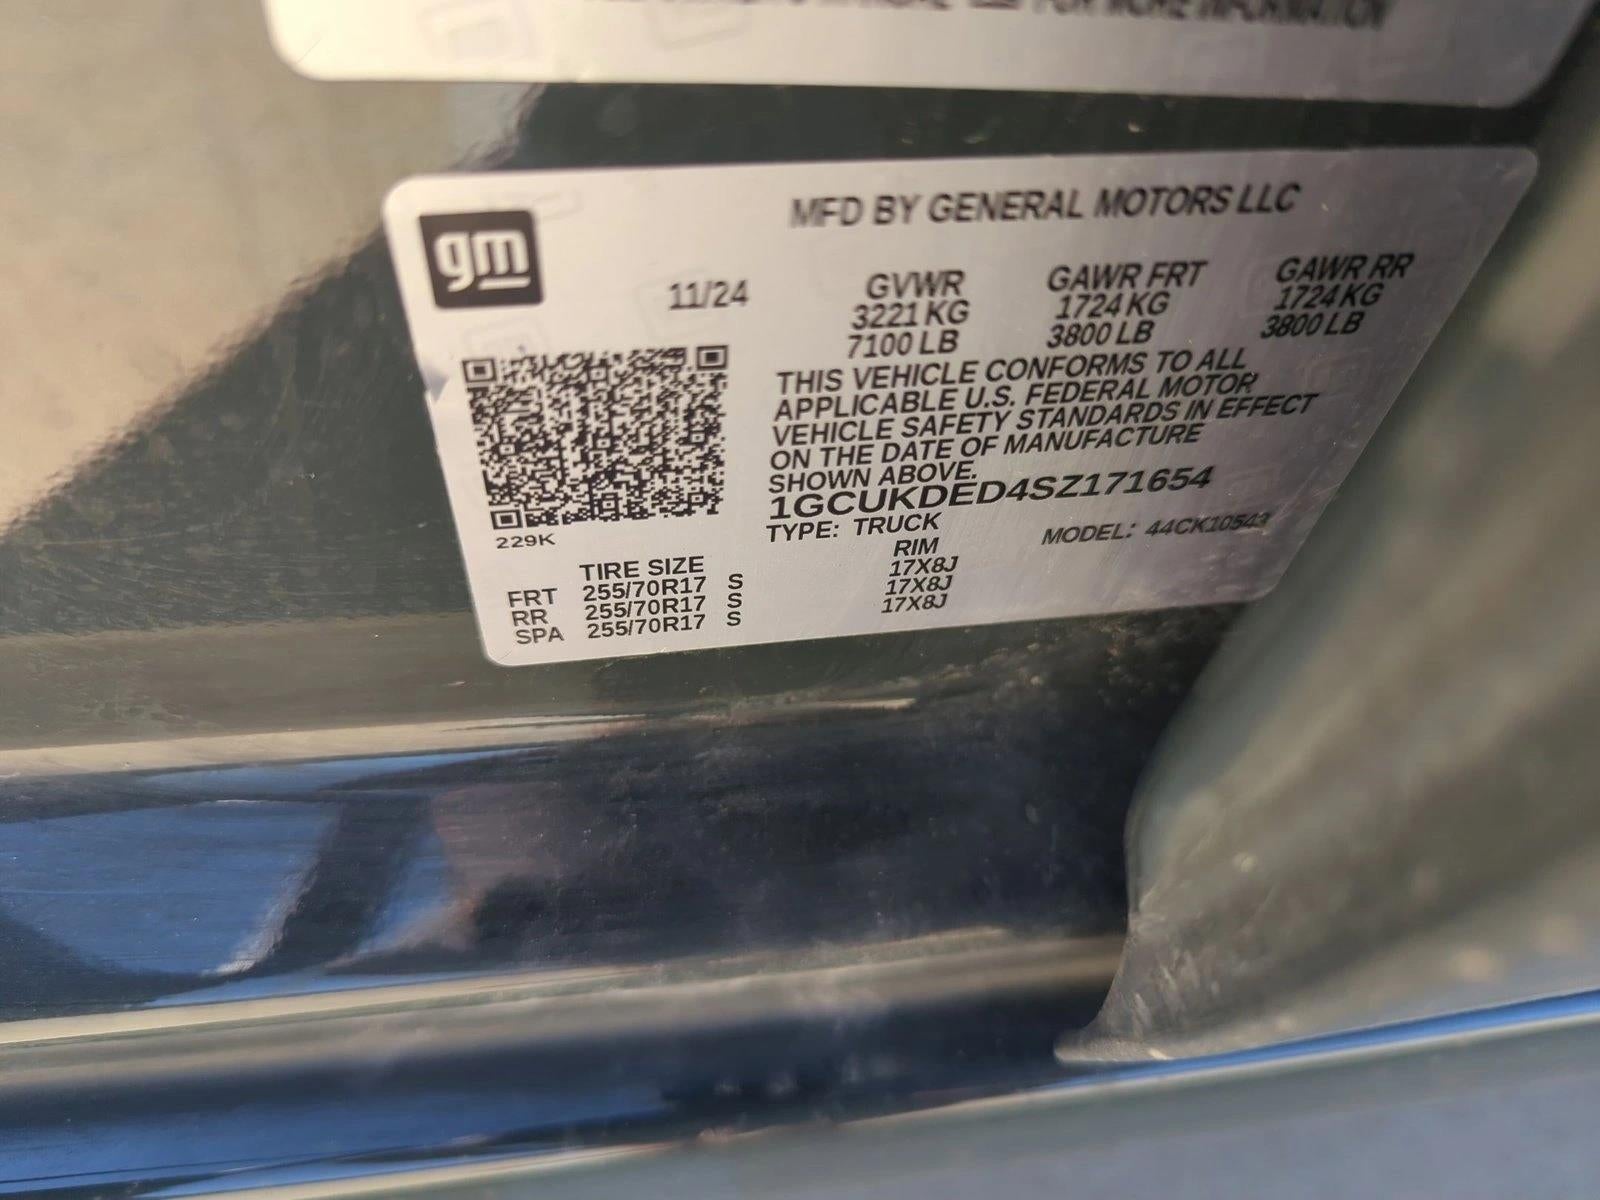 FOR MORE INFORMATION
gm
MFD BY GENERAL MOTORS LLC
11/24 GVWR GAWR FRT GAWR RR
3221 KG 1724 KG 1724 KG
7100 LB 3800 LB 3800 LB
THIS VEHICLE CONFORMS TO ALL
APPLICABLE U.S. FEDERAL MOTOR
VEHICLE SAFETY STANDARDS IN EFFECT
ON THE DATE OF MANUFACTURE
SHOWN ABOVE.
1GCUKDED4SZ171654
TYPE: TRUCK MODEL: 44CK10543
229K
TIRE SIZE RIM
FRT 255/70R17 S 17X8J
RR 255/70R17 S 17X8J
SPA 255/70R17 S 17X8J